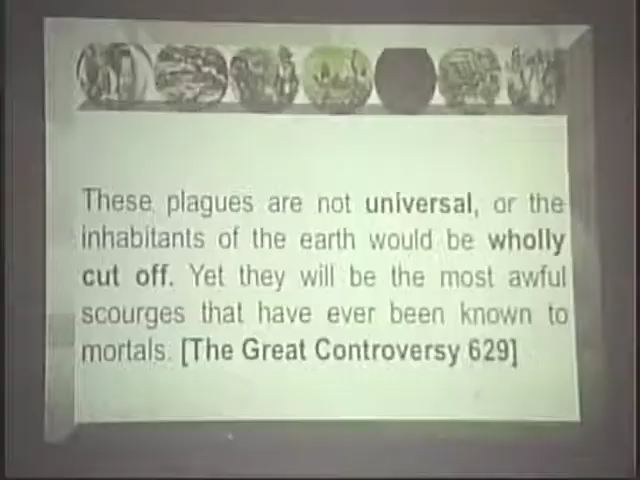 These plagues are not universal, or the
inhabitants of the earth would be wholly
cut off. Yet they will be the most awful
scourges that have ever been known to
mortals. [The Great Controversy 629]